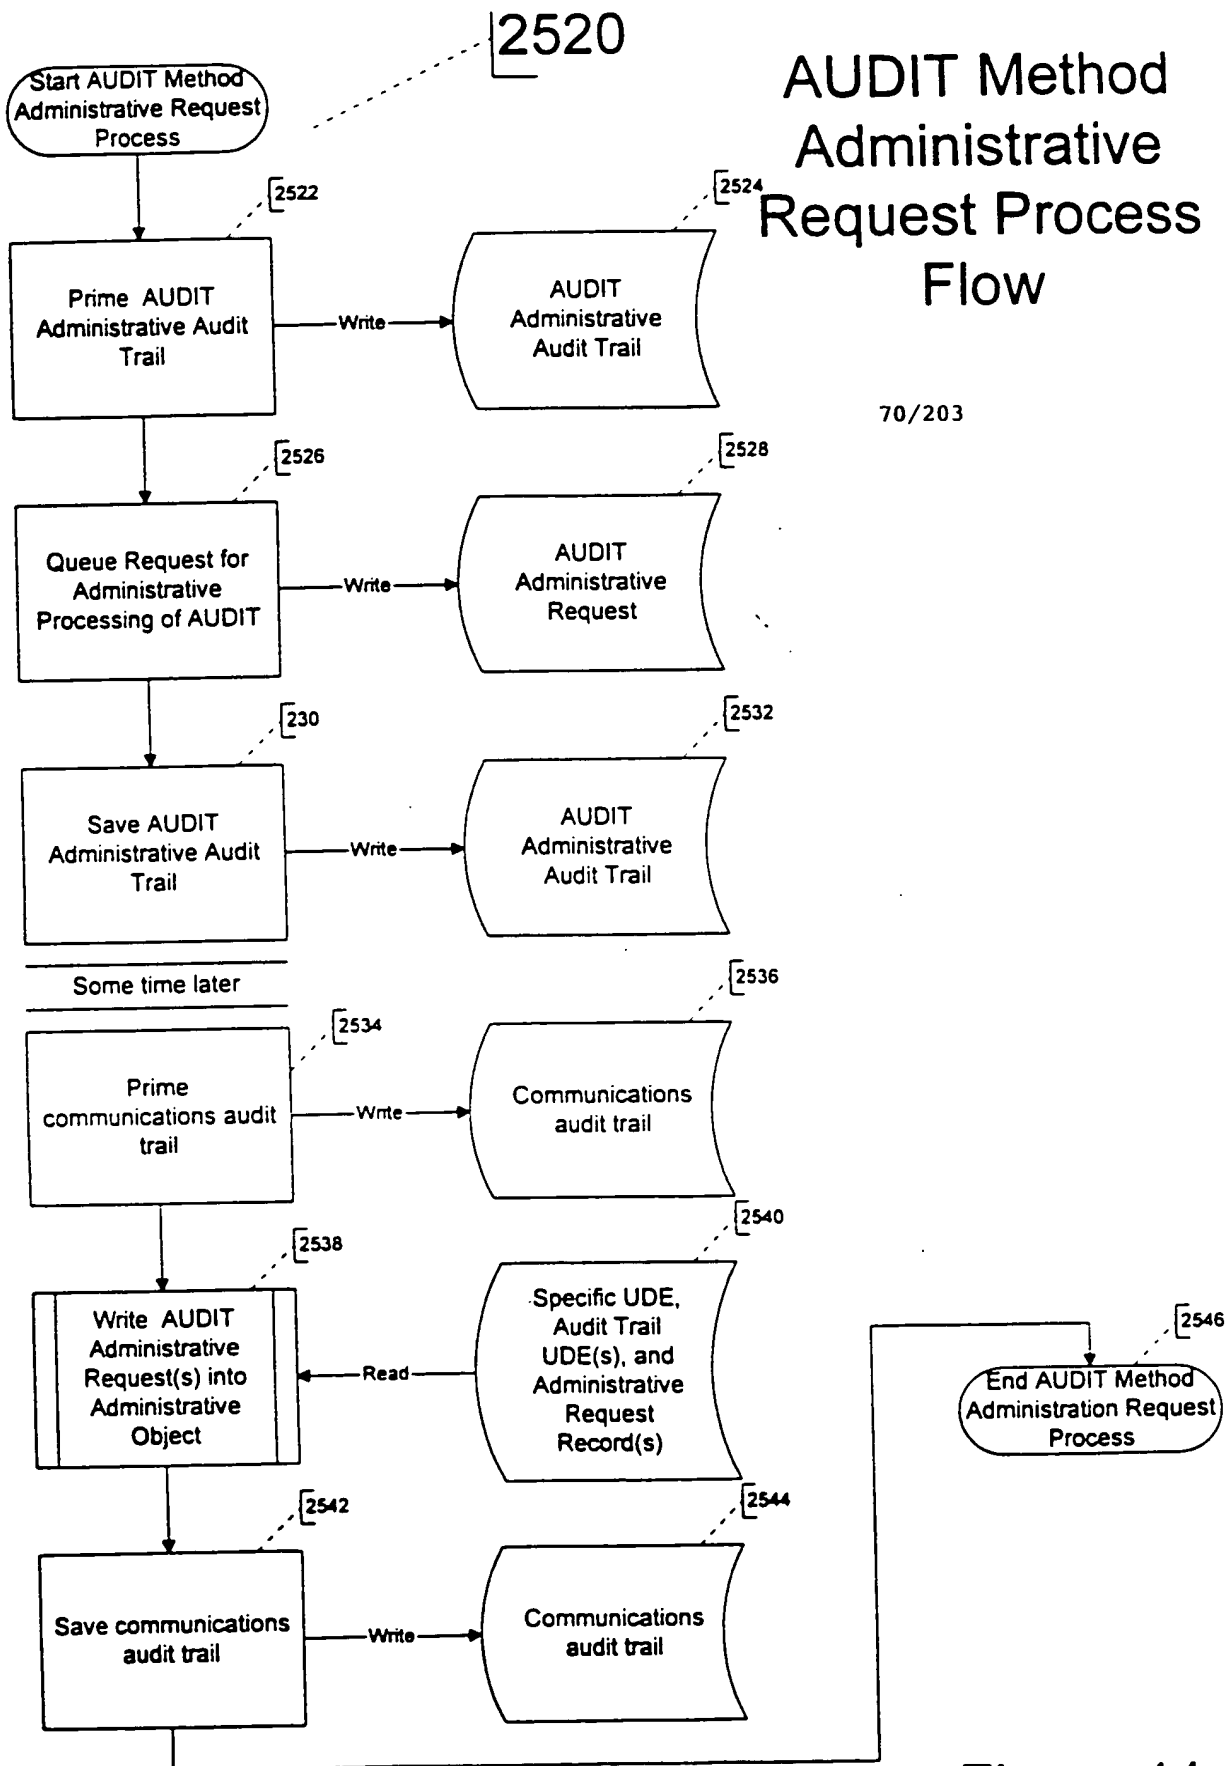 2520
AUDIT Method
Administrative
Request Process
Flow
70/203
Start AUDIT Method
Administrative Request
Process
2522
Prime AUDIT
Administrative Audit
Trail
Write
2524
AUDIT
Administrative
Audit Trail
2526
Queue Request for
Administrative
Processing of AUDIT
Write
2528
AUDIT
Administrative
Request
230
Save AUDIT
Administrative Audit
Trail
Write
2532
AUDIT
Administrative
Audit Trail
Some time later
2534
Prime
communications audit
trail
Write
2536
Communications
audit trail
2538
Write AUDIT
Administrative
Request(s) into
Administrative
Object
Read
2540
Specific UDE,
Audit Trail
UDE(s), and
Administrative
Request
Record(s)
2542
Save communications
audit trail
Write
2544
Communications
audit trail
2546
End AUDIT Method
Administration Request
Process